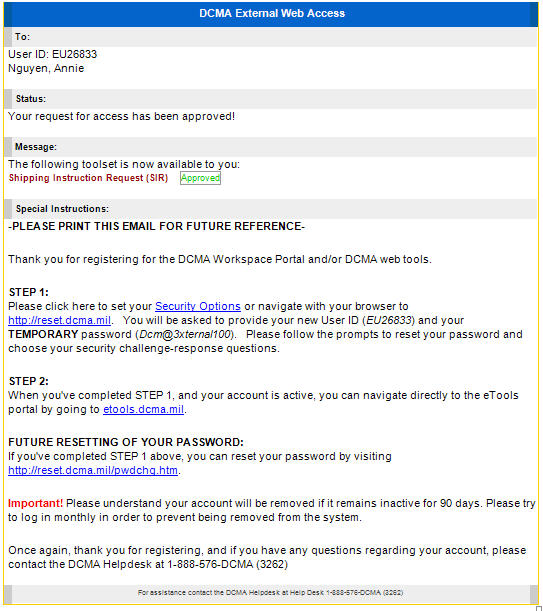 DCMA External Web Access
To:
User ID: EU26833
Nguyen, Annie
Status:
Your request for access has been approved!
Message:
The following toolset is now available to you:
Shipping Instruction Request (SIR) Approved
Special Instructions:
-PLEASE PRINT THIS EMAIL FOR FUTURE REFERENCE-
Thank you for registering for the DCMA Workspace Portal and/or DCMA web tools.
STEP 1:
Please click here to set your Security Options or navigate with your browser to
http://reset.dcma.mil. You will be asked to provide your new User ID (EU26833) and your
TEMPORARY password (Dcm@3xternal100). Please follow the prompts to reset your password and
choose your security challenge-response questions.
STEP 2:
When you've completed STEP 1, and your account is active, you can navigate directly to the eTools
portal by going to etools.dcma.mil.
FUTURE RESETTING OF YOUR PASSWORD:
If you've completed STEP 1 above, you can reset your password by visiting
http://reset.dcma.mil/pwdchg.htm.
Important! Please understand your account will be removed if it remains inactive for 90 days. Please try
to log in monthly in order to prevent being removed from the system.
Once again, thank you for registering, and if you have any questions regarding your account, please
contact the DCMA Helpdesk at 1-888-576-DCMA (3262)
For assistance contact the DCMA Helpdesk at Help Desk 1-888-576-DCMA (3262)